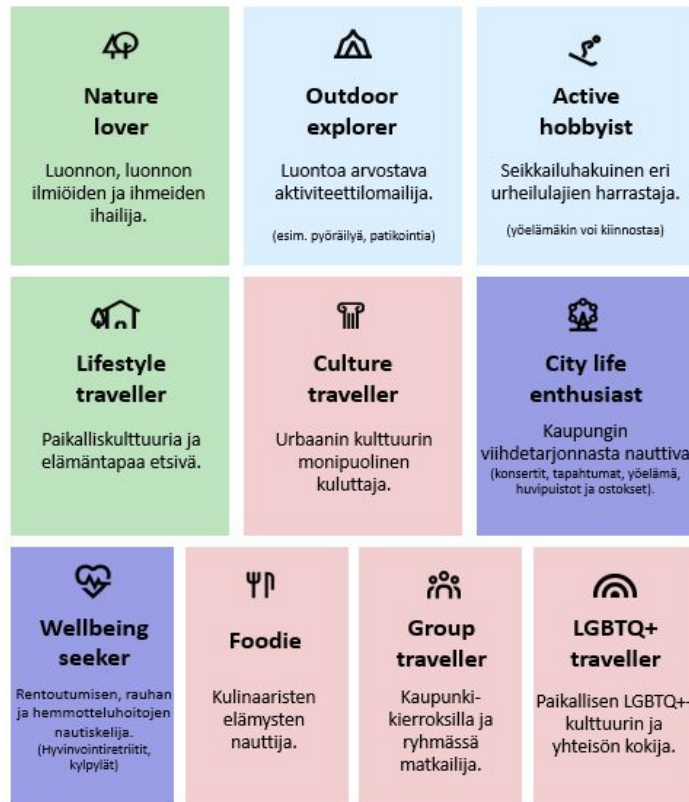 Nature
lover
Luonnon, luonnon
ilmiöiden ja ihmeiden
ihailija.
Outdoor
explorer
Luontoa arvostava
aktiviteettilomailija.
(esim. pyöräilyä, patikointia)
Active
hobbyist
Seikkailuhakuinen eri
urheilulajien harrastaja.
(yöelämäkin voi kiinnostaa)
Lifestyle
traveller
Paikalliskulttuuria ja
elämäntapaa etsivä.
Culture
traveller
Urbaanin kulttuurin
monipuolinen
kuluttaja.
City life
enthusiast
Kaupungin
viihdetarjonnasta nauttiva
(konsertit, tapahtumat, yöelämä,
huvipuistot ja ostokset).
Wellbeing
seeker
Rentoutumisen, rauhan
ja hemmotteluhoitojen
nautiskelija.
(Hyvinvointiretriitit,
kylpylät)
Foodie
Kulinaaristen
elämysten
nauttija.
Group
traveller
Kaupunki-
kierroksilla ja
ryhmässä
matkailija.
LGBTQ+
traveller
Paikallisen LGBTQ+-
kulttuurin ja
yhteisön kokija.